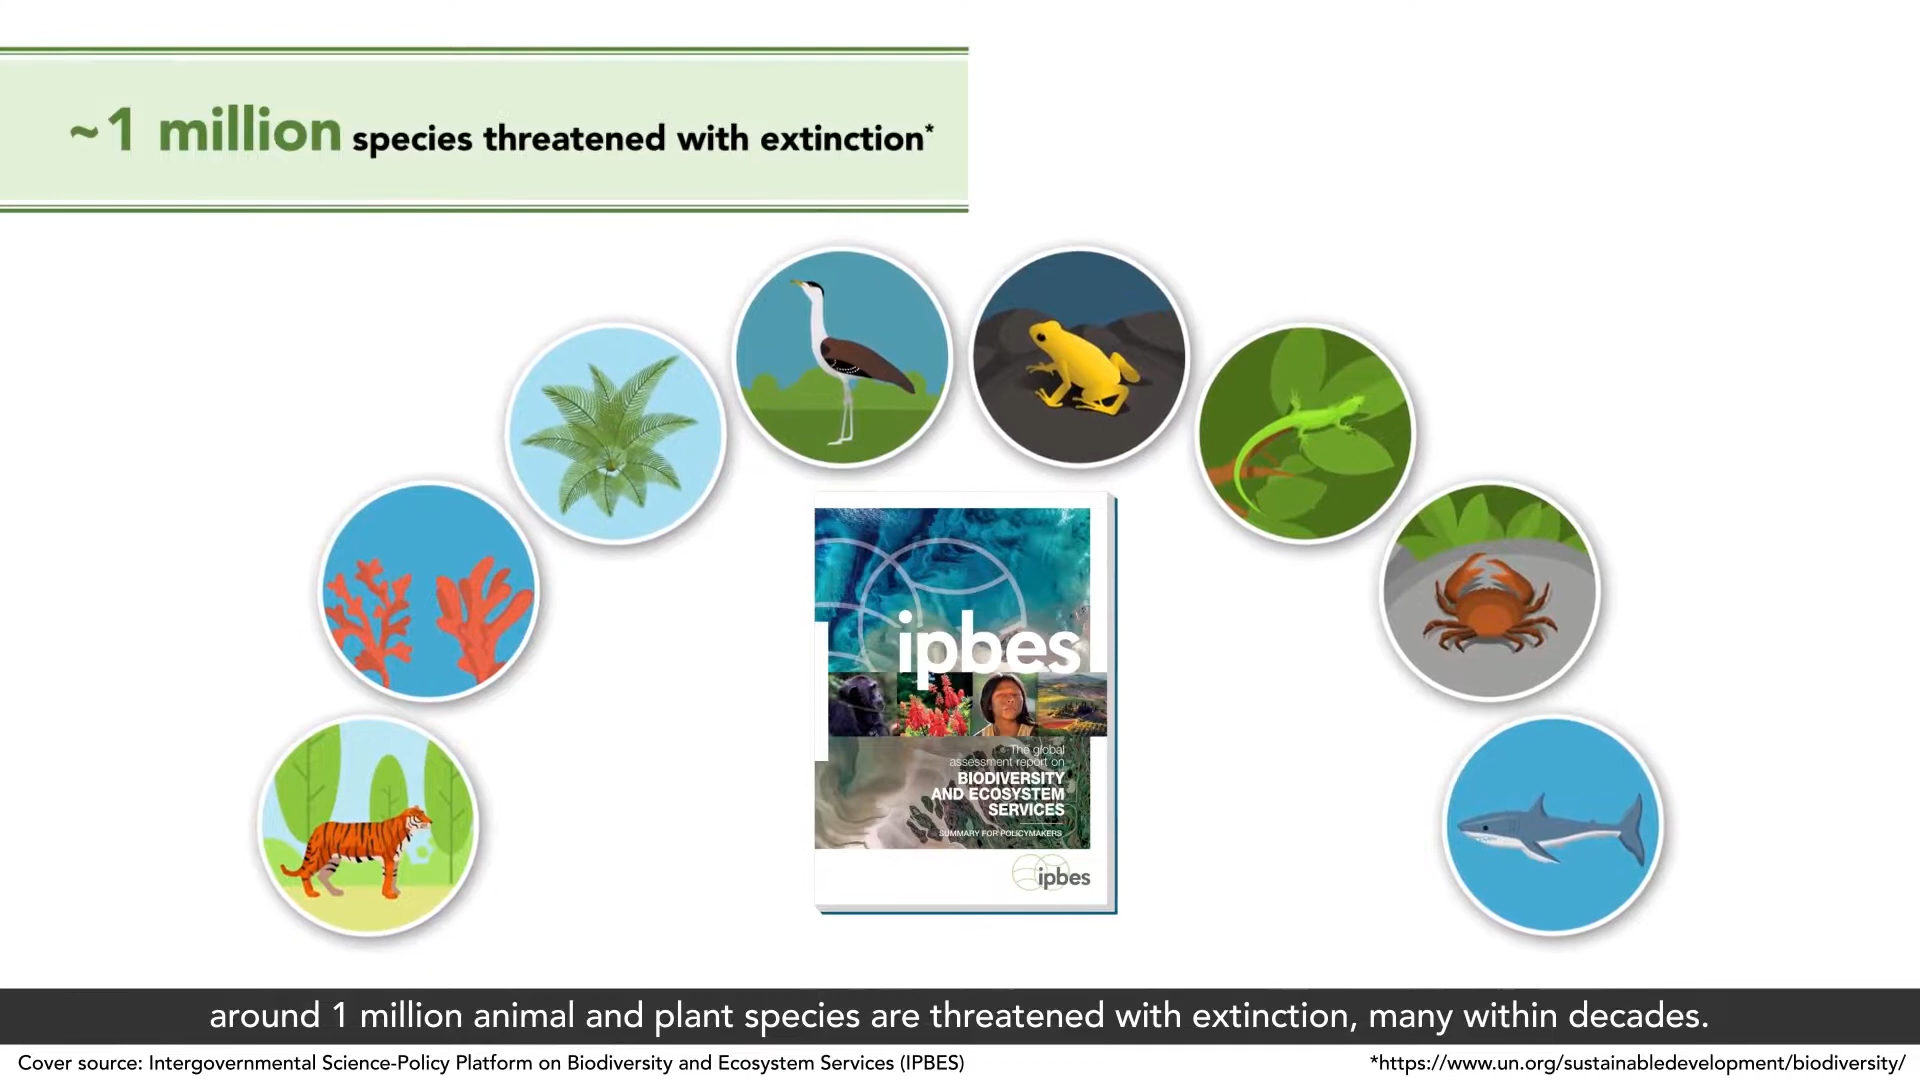 ~1 million species threatened with extinction*
ipbes
The global
assessment report on
BIODIVERSITY
AND ECOSYSTEM
SERVICES
SUMMARY FOR POLICYMAKERS
ipbes
around 1 million animal and plant species are threatened with extinction, many within decades.
Cover source: Intergovernmental Science-Policy Platform on Biodiversity and Ecosystem Services (IPBES)
*https://www.un.org/sustainabledevelopment/biodiversity/